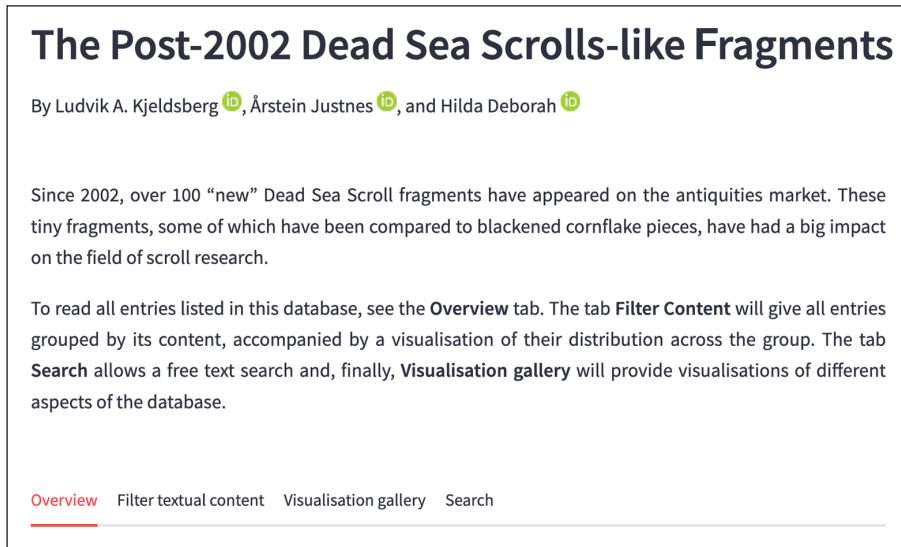 The Post-2002 Dead Sea Scrolls-like Fragments
By Ludvik A. Kjeldsberg iD, Årstein Justnes iD, and Hilda Deborah iD
Since 2002, over 100 “new” Dead Sea Scroll fragments have appeared on the antiquities market. These
tiny fragments, some of which have been compared to blackened cornflake pieces, have had a big impact
on the field of scroll research.
To read all entries listed in this database, see the Overview tab. The tab Filter Content will give all entries
grouped by its content, accompanied by a visualisation of their distribution across the group. The tab
Search allows a free text search and, finally, Visualisation gallery will provide visualisations of different
aspects of the database.
Overview Filter textual content Visualisation gallery Search